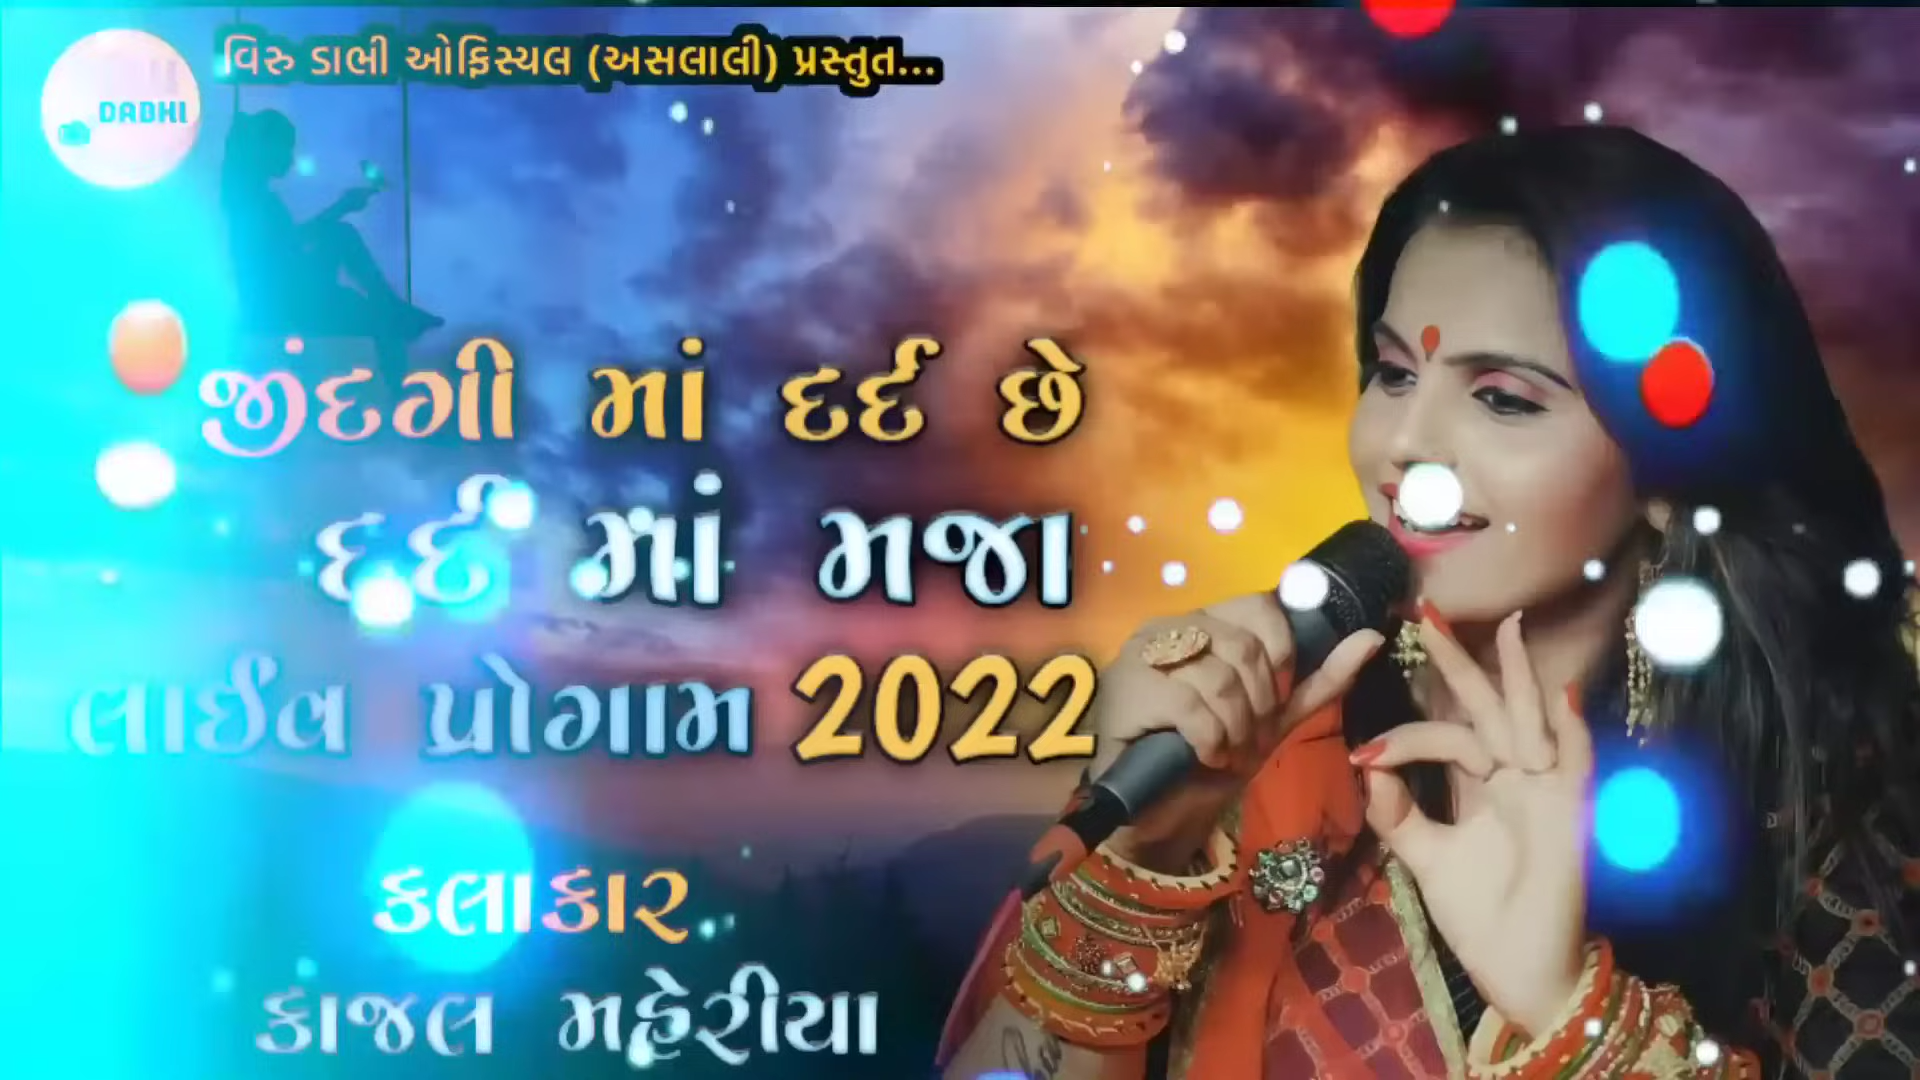 વિરુ ડાભી ઓફિસ્યલ (અસલાલી) પ્રસ્તુત...
DABHI
જીંદગી માં દર્દ છે
દર્દ માં મજા
લાઈવ પ્રોગામ 2022
કલાકાર
કાજલ મહેરીયા